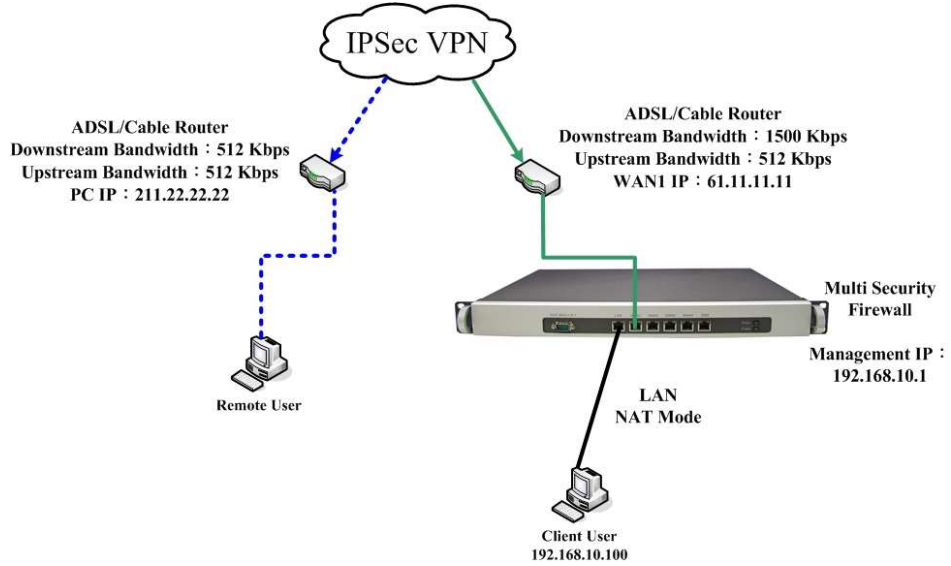 IPSec VPN
ADSL/Cable Router
Downstream Bandwidth：512 Kbps
Upstream Bandwidth：512 Kbps
PC IP：211.22.22.22
ADSL/Cable Router
Downstream Bandwidth：1500 Kbps
Upstream Bandwidth：512 Kbps
WAN1 IP：61.11.11.11
Multi Security
Firewall
Management IP：
192.168.10.1
Remote User
LAN
NAT Mode
Client User
192.168.10.100